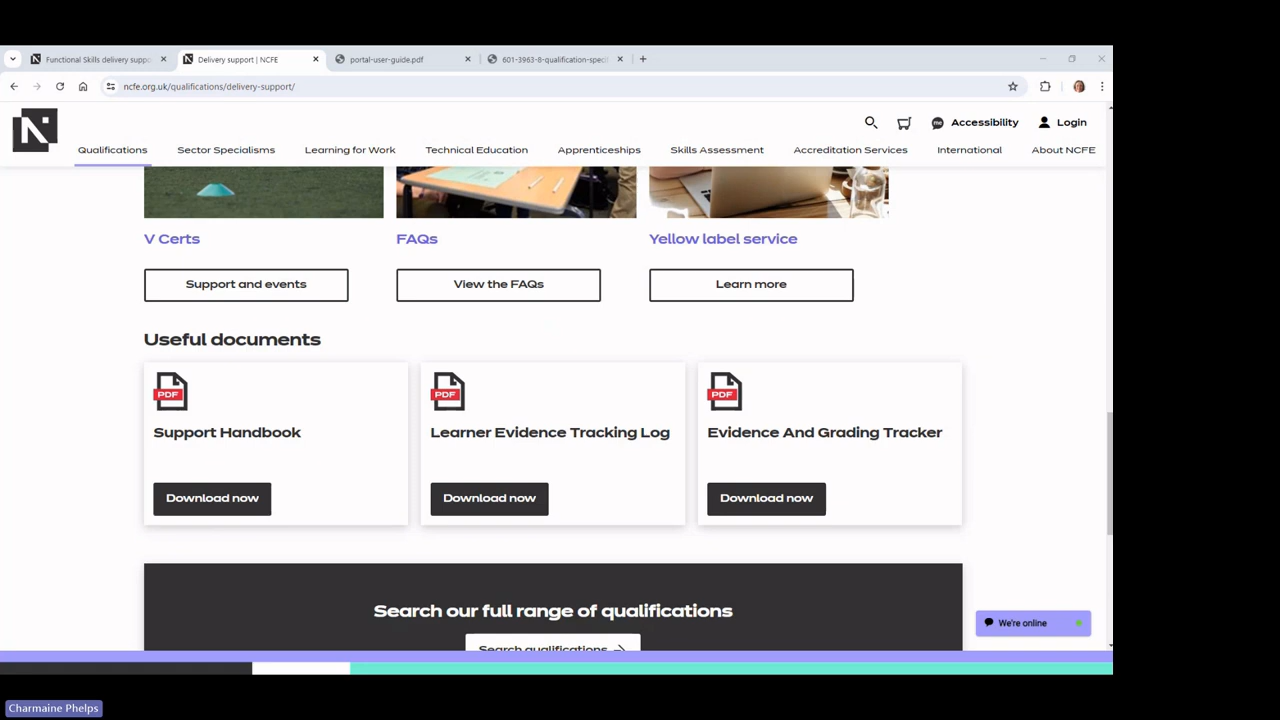 Functional Skills delivery suppo
Delivery support | NCFE
portal-user-guide.pdf
601-3963-8-qualification-specif
ncfe.org.uk/qualifications/delivery-support/
N
Accessibility
Login
Qualifications
Sector Specialisms
Learning for Work
Technical Education
Apprenticeships
Skills Assessment
Accreditation Services
International
About NCFE
V Certs
FAQs
Yellow label service
Support and events
View the FAQs
Learn more
Useful documents
PDF
PDF
PDF
Support Handbook
Learner Evidence Tracking Log
Evidence And Grading Tracker
Download now
Download now
Download now
Search our full range of qualifications
Search qualifications
We're online
Charmaine Phelps